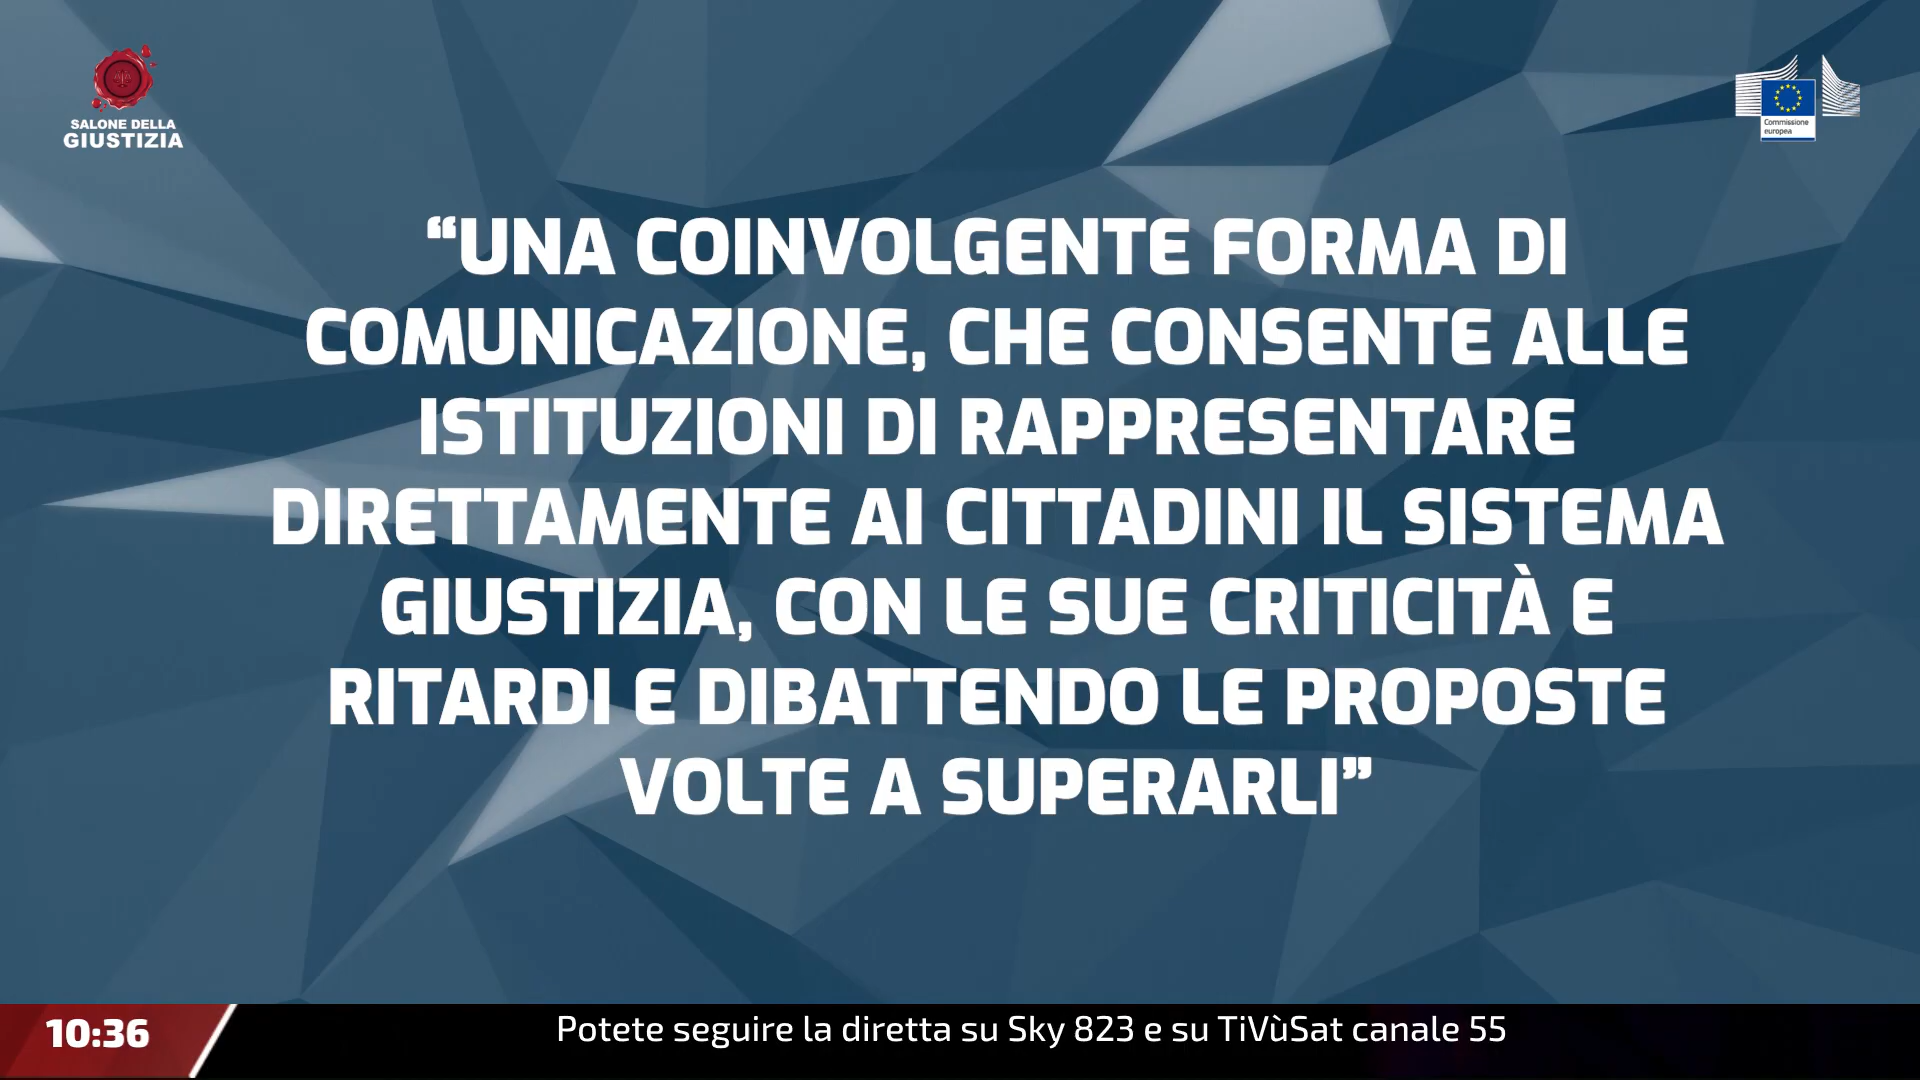 SALONE DELLA
GIUSTIZIA
Commissione
europea
“UNA COINVOLGENTE FORMA DI
COMUNICAZIONE, CHE CONSENTE ALLE
ISTITUZIONI DI RAPPRESENTARE
DIRETTAMENTE AI CITTADINI IL SISTEMA
GIUSTIZIA, CON LE SUE CRITICITÀ E
RITARDI E DIBATTENDO LE PROPOSTE
VOLTE A SUPERARLI”
10:36
Potete seguire la diretta su Sky 823 e su TiVùSat canale 55